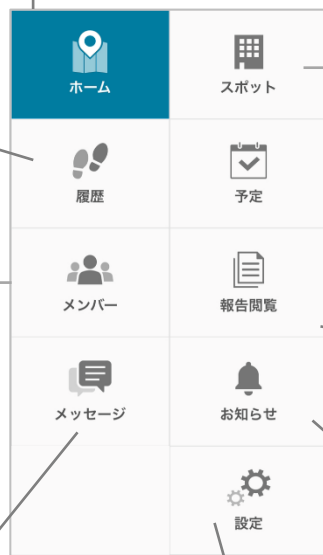 ホーム
スポット
履歴
予定
メンバー
報告閲覧
メッセージ
お知らせ
設定